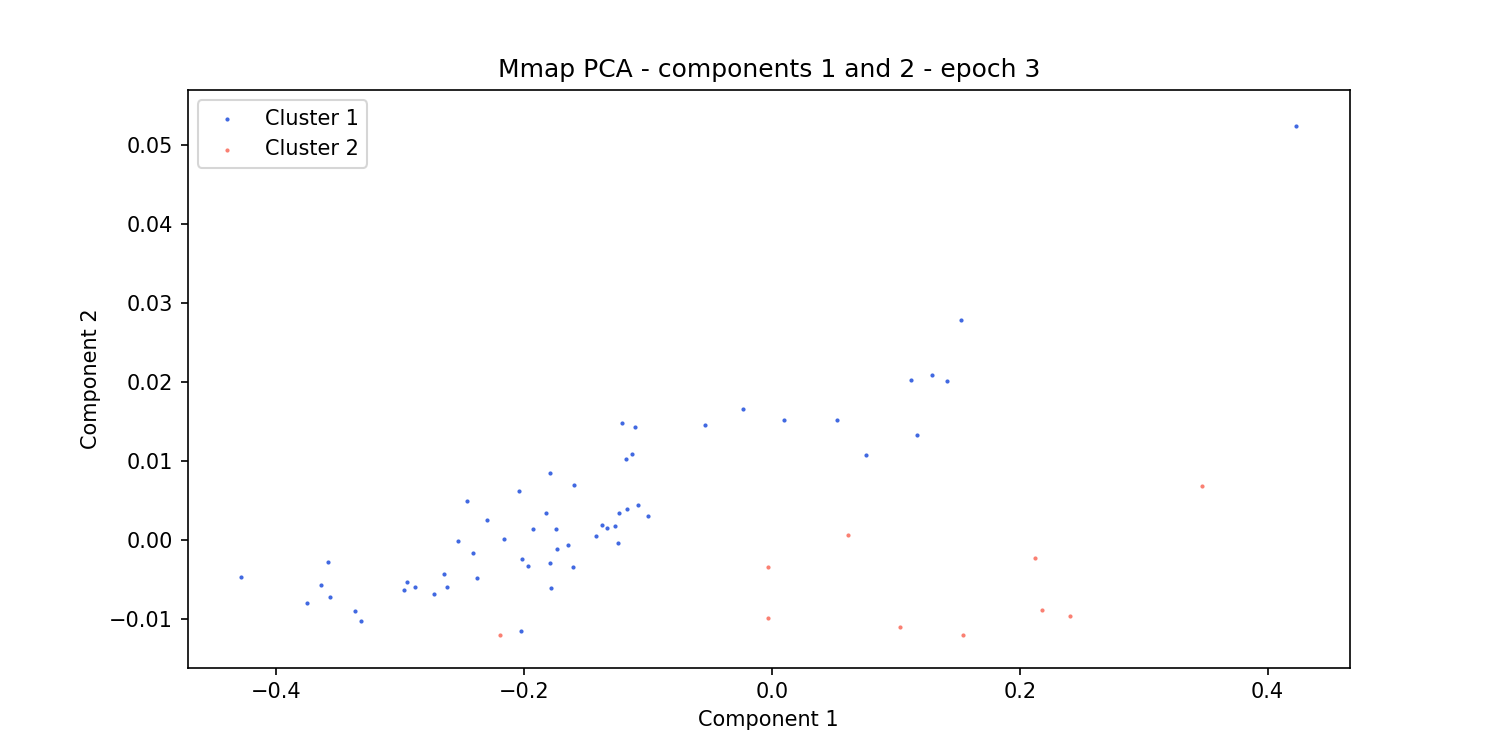 Mmap PCA - components 1 and 2 - epoch 3
Cluster 1
Cluster 2
0.05
0.04
0.03
0.02
0.01
0.00
−0.01
Component 2
−0.4
−0.2
0.0
0.2
0.4
Component 1